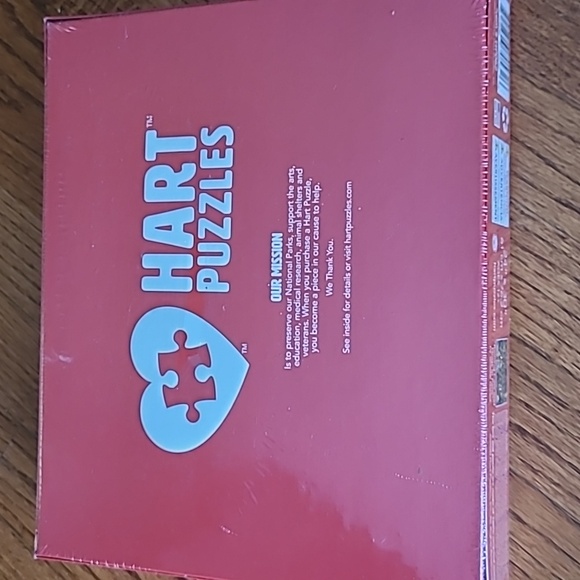 HART™
PUZZLES
TM
OUR MISSION
Is to preserve our National Parks, support the arts,
education, medical research, animal shelters and
veterans. When you purchase a Hart Puzzle,
you become a piece in our cause to help.
We Thank You.
See inside for details or visit hartpuzzles.com